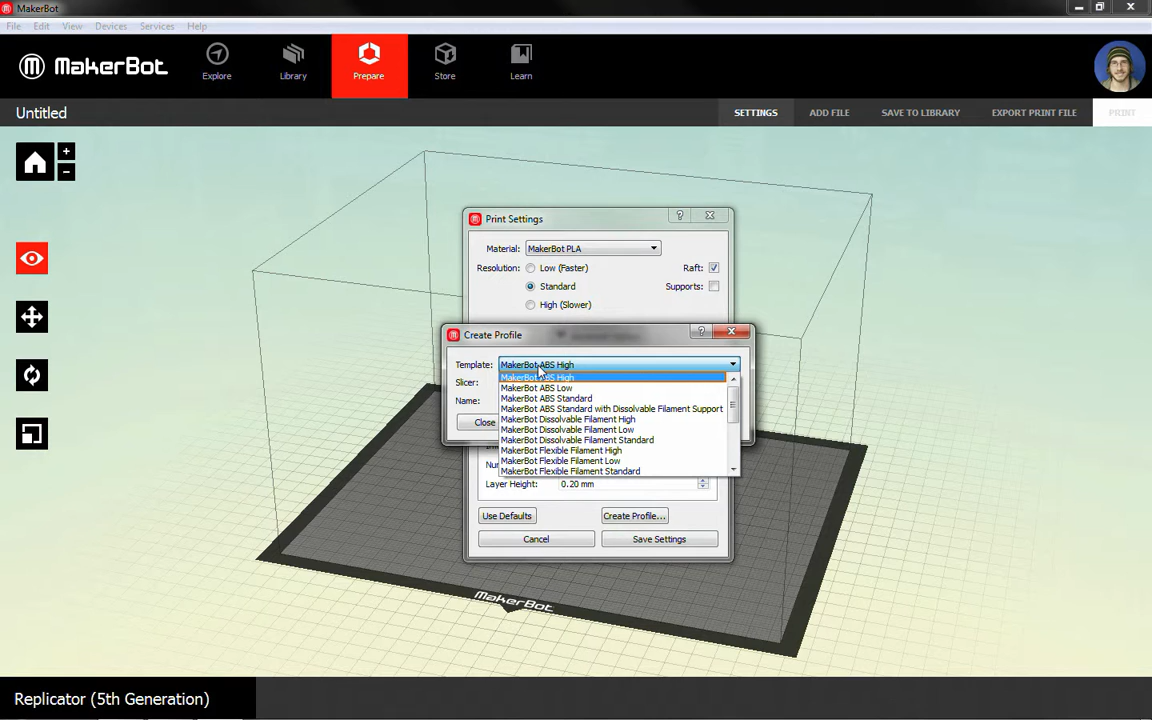 MakerBot
File Edit View Devices Services Help
MakerBot Explore Library Prepare Store Learn
Untitled SETTINGS ADD FILE SAVE TO LIBRARY EXPORT PRINT FILE PRINT
Print Settings
Material: MakerBot PLA
Resolution: Low (Faster) Raft:
Standard Supports:
High (Slower)
Create Profile
Template: MakerBot ABS High
MakerBot ABS High
Slicer: MakerBot ABS Low
MakerBot ABS Standard
Name: MakerBot ABS Standard with Dissolvable Filament Support
MakerBot Dissolvable Filament High
Close MakerBot Dissolvable Filament Low
MakerBot Dissolvable Filament Standard
MakerBot Flexible Filament High
MakerBot Flexible Filament Low
MakerBot Flexible Filament Standard
Layer Height: 0.20 mm
Use Defaults Create Profile...
Cancel Save Settings
MakerBot
Replicator (5th Generation)